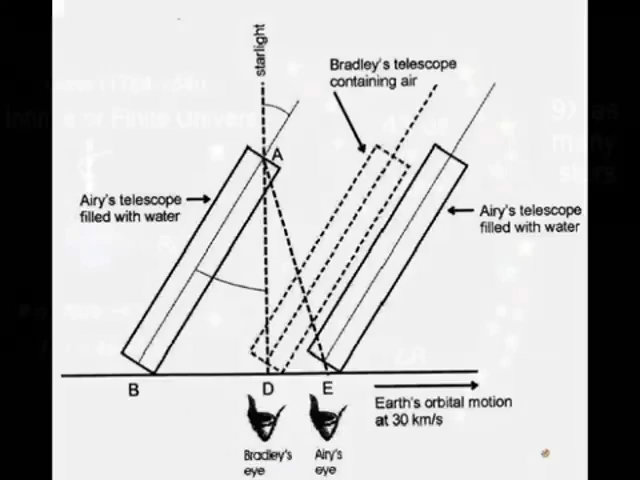 starlight
Bradley's telescope
containing air
A
Airy's telescope
filled with water
Airy's telescope
filled with water
B
D
E
Earth's orbital motion
at 30 km/s
Bradley's
eye
Airy's
eye